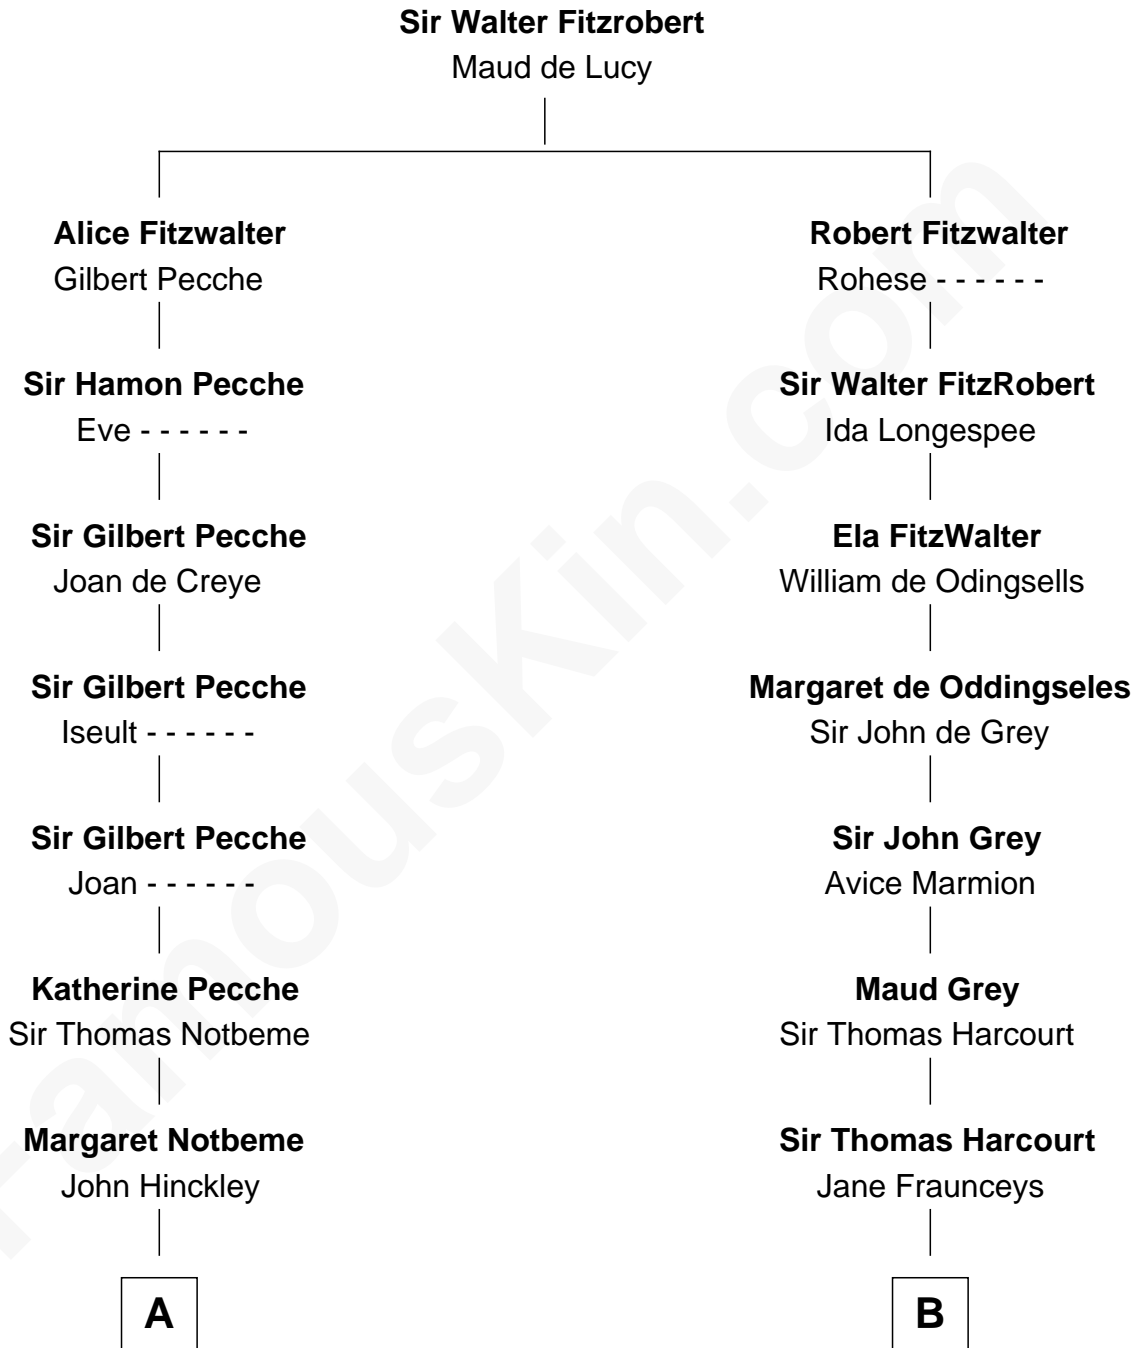 Sir Walter Fitzrobert
Maud de Lucy
Alice Fitzwalter
Gilbert Pecche
Robert Fitzwalter
Rohese - - - - - -
Sir Hamon Pecche
Eve - - - - - -
Sir Walter FitzRobert
Ida Longespee
Sir Gilbert Pecche
Joan de Creye
Ela FitzWalter
William de Odingsells
Sir Gilbert Pecche
Iseult - - - - - -
Margaret de Oddingseles
Sir John de Grey
Sir Gilbert Pecche
Joan - - - - - -
Sir John Grey
Avice Marmion
Katherine Pecche
Sir Thomas Notbeme
Maud Grey
Sir Thomas Harcourt
Margaret Notbeme
John Hinckley
Sir Thomas Harcourt
Jane Fraunceys
A
B
FamousKin.com